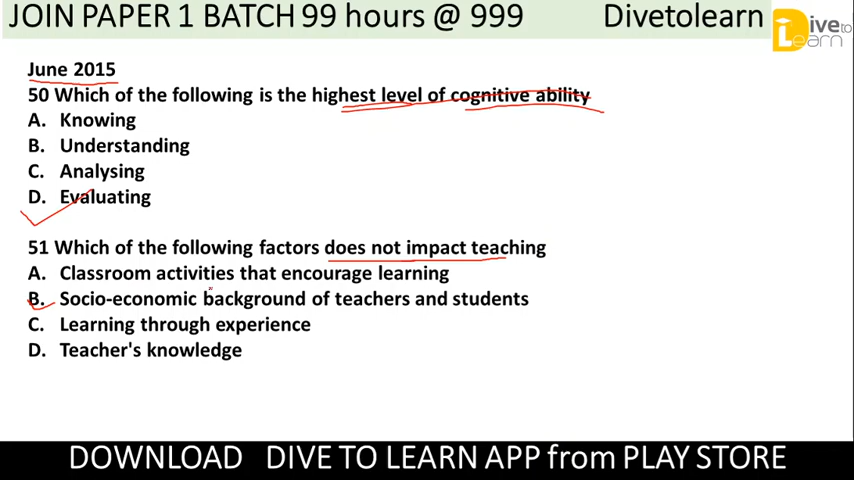 JOIN PAPER 1 BATCH 99 hours @ 999 Divetolearn
Dive to Learn
June 2015
50 Which of the following is the highest level of cognitive ability
A. Knowing
B. Understanding
C. Analysing
D. Evaluating
51 Which of the following factors does not impact teaching
A. Classroom activities that encourage learning
B. Socio-economic background of teachers and students
C. Learning through experience
D. Teacher's knowledge
DOWNLOAD DIVE TO LEARN APP from PLAY STORE